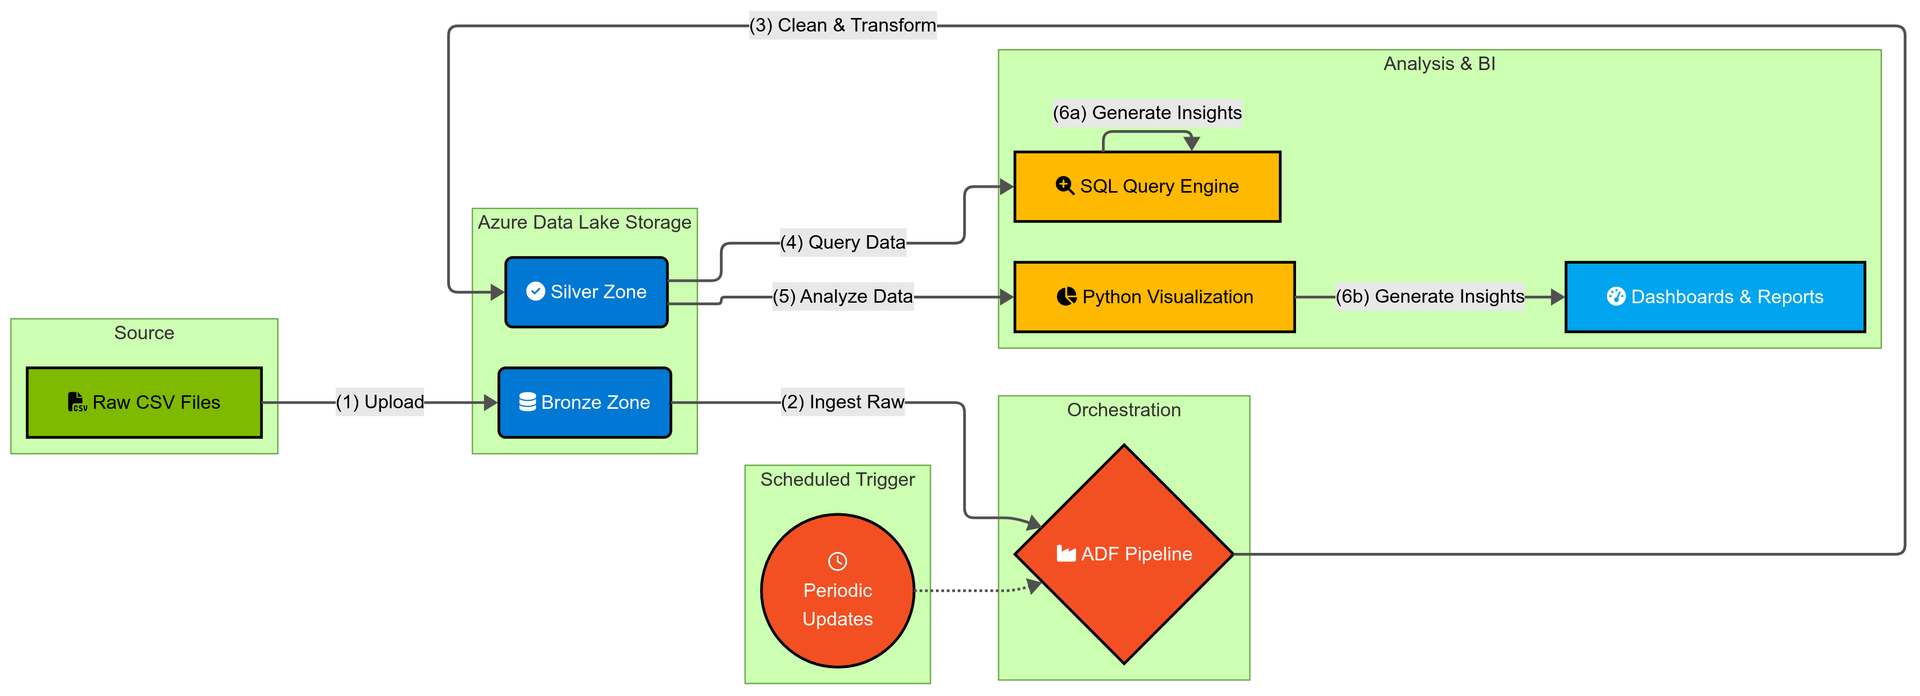 (3) Clean & Transform
Analysis & BI
(6a) Generate Insights
SQL Query Engine
Azure Data Lake Storage
(4) Query Data
Silver Zone
(5) Analyze Data
Python Visualization
(6b) Generate Insights
Dashboards & Reports
Source
CSV
Raw CSV Files
(1) Upload
Bronze Zone
(2) Ingest Raw
Orchestration
Scheduled Trigger
ADF Pipeline
Periodic
Updates